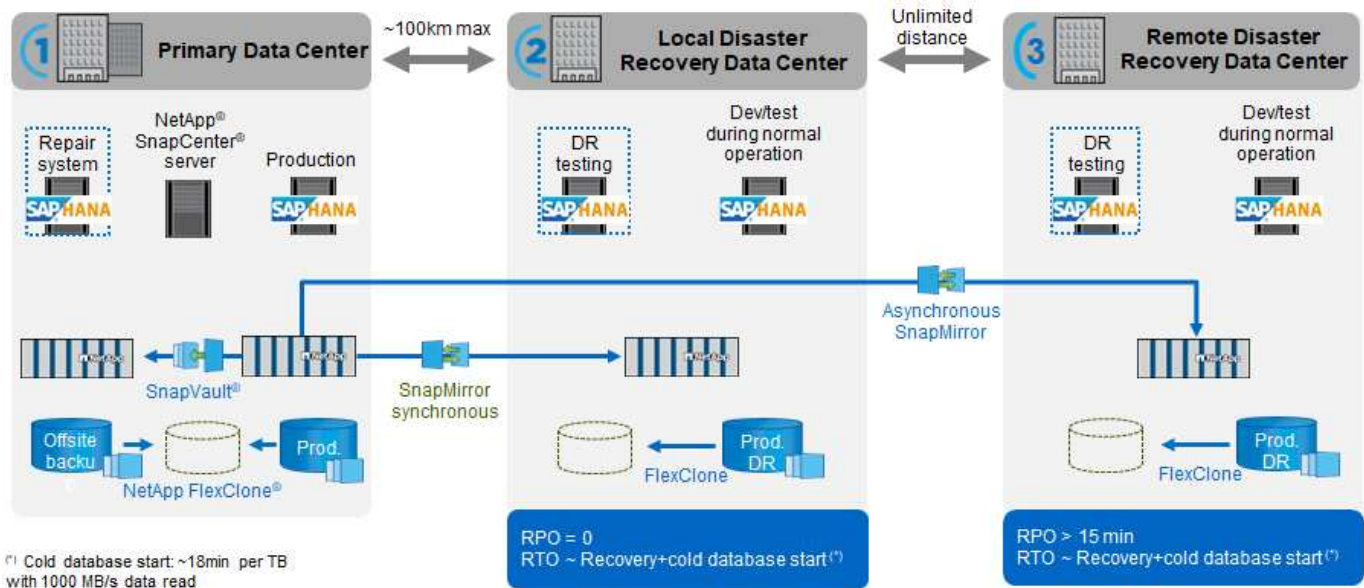 1
Primary Data Center
~100km max
2
Local Disaster
Recovery Data Center
Unlimited
distance
3
Remote Disaster
Recovery Data Center
Repair
system
SAP HANA
NetApp®
SnapCenter®
server
Production
SAP HANA
DR
testing
SAP HANA
Dev/test
during normal
operation
SAP HANA
DR
testing
SAP HANA
Dev/test
during normal
operation
SAP HANA
Asynchronous
SnapMirror
NetApp
NetApp
NetApp
NetApp
SnapVault®
SnapMirror
synchronous
Offsite
backu
Prod.
NetApp FlexClone®
Prod.
DR
FlexClone
Prod.
DR
FlexClone
RPO = 0
RTO ~ Recovery+cold database start (*)
RPO > 15 min
RTO ~ Recovery+cold database start (*)
(*) Cold database start: ~18min per TB
with 1000 MB/s data read